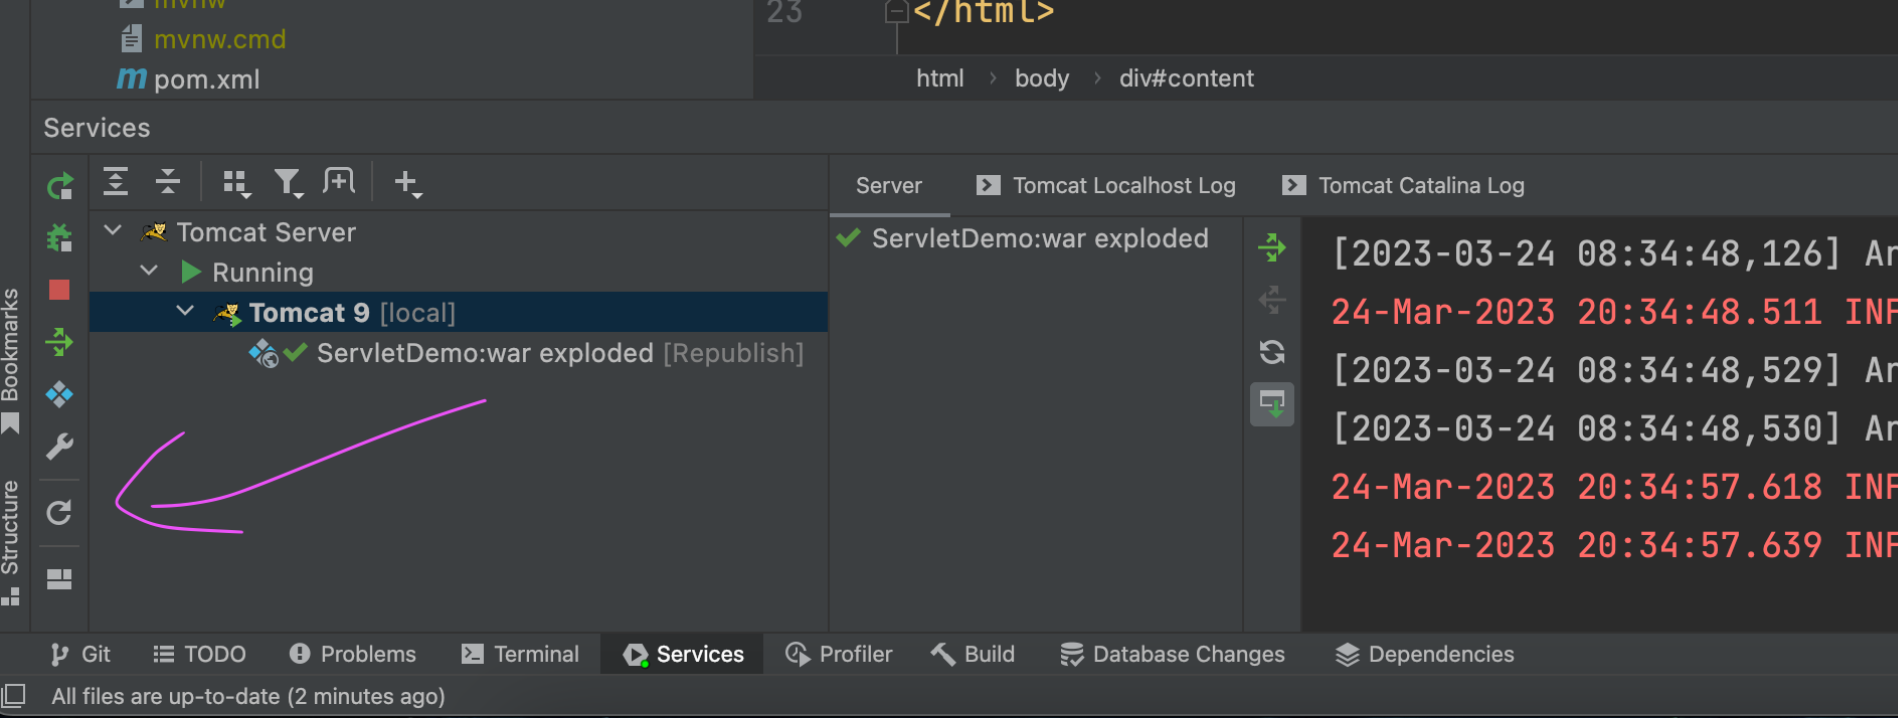 mvnw
23 </html>
mvnw.cmd
m pom.xml
html body div#content
Services
Server Tomcat Localhost Log Tomcat Catalina Log
Tomcat Server
Running
Tomcat 9 [local]
ServletDemo:war exploded [Republish]
ServletDemo:war exploded
[2023-03-24 08:34:48,126] Ar
24-Mar-2023 20:34:48.511 INF
[2023-03-24 08:34:48,529] Ar
[2023-03-24 08:34:48,530] Ar
24-Mar-2023 20:34:57.618 INF
24-Mar-2023 20:34:57.639 INF
Bookmarks
Structure
Git TODO Problems Terminal Services Profiler Build Database Changes Dependencies
All files are up-to-date (2 minutes ago)